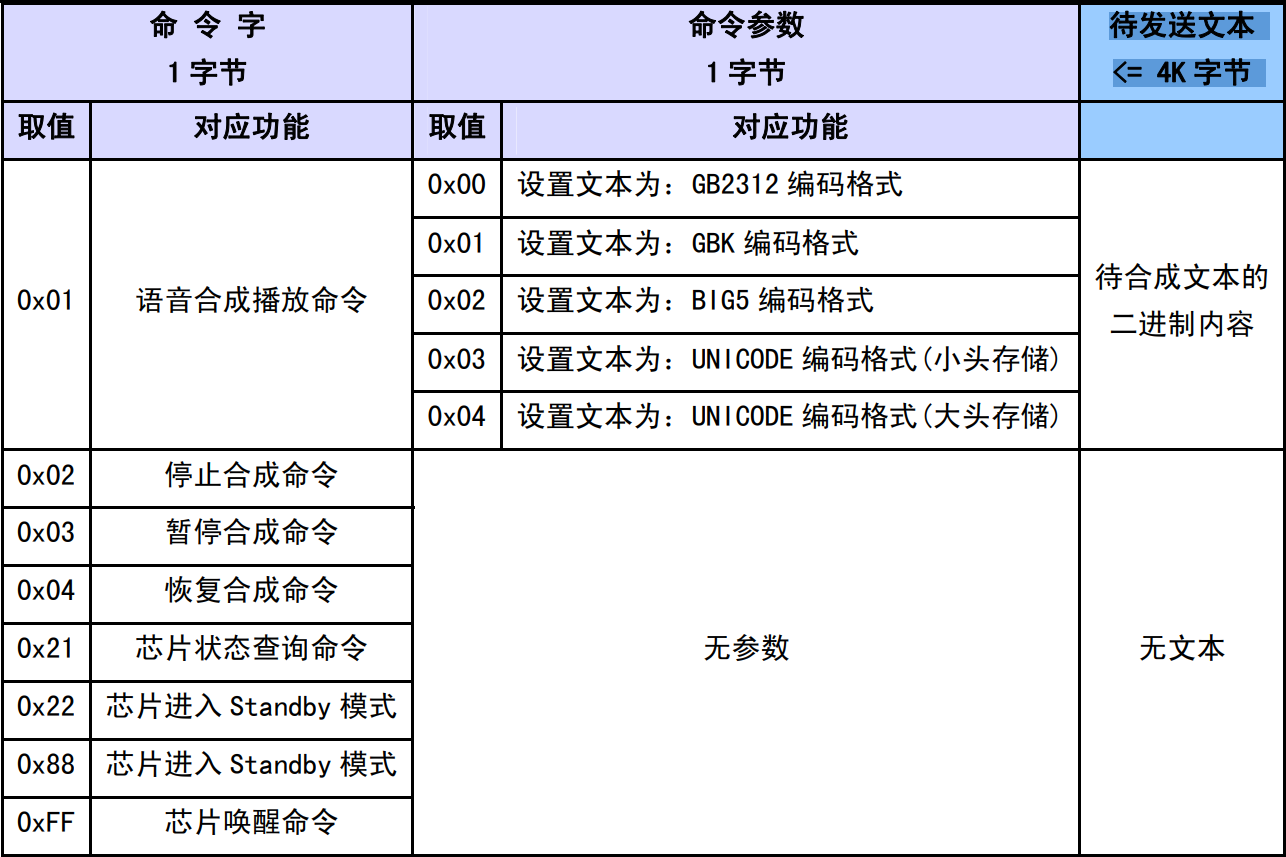 命 令 字
1 字节
命令参数
1 字节
待发送文本
<= 4K 字节
取值
对应功能
取值
对应功能
0x01
语音合成播放命令
0x00
设置文本为：GB2312 编码格式
0x01
设置文本为：GBK 编码格式
0x02
设置文本为：BIG5 编码格式
0x03
设置文本为：UNICODE 编码格式(小头存储)
0x04
设置文本为：UNICODE 编码格式(大头存储)
待合成文本的
二进制内容
0x02
停止合成命令
0x03
暂停合成命令
0x04
恢复合成命令
0x21
芯片状态查询命令
0x22
芯片进入 Standby 模式
0x88
芯片进入 Standby 模式
0xFF
芯片唤醒命令
无参数
无文本